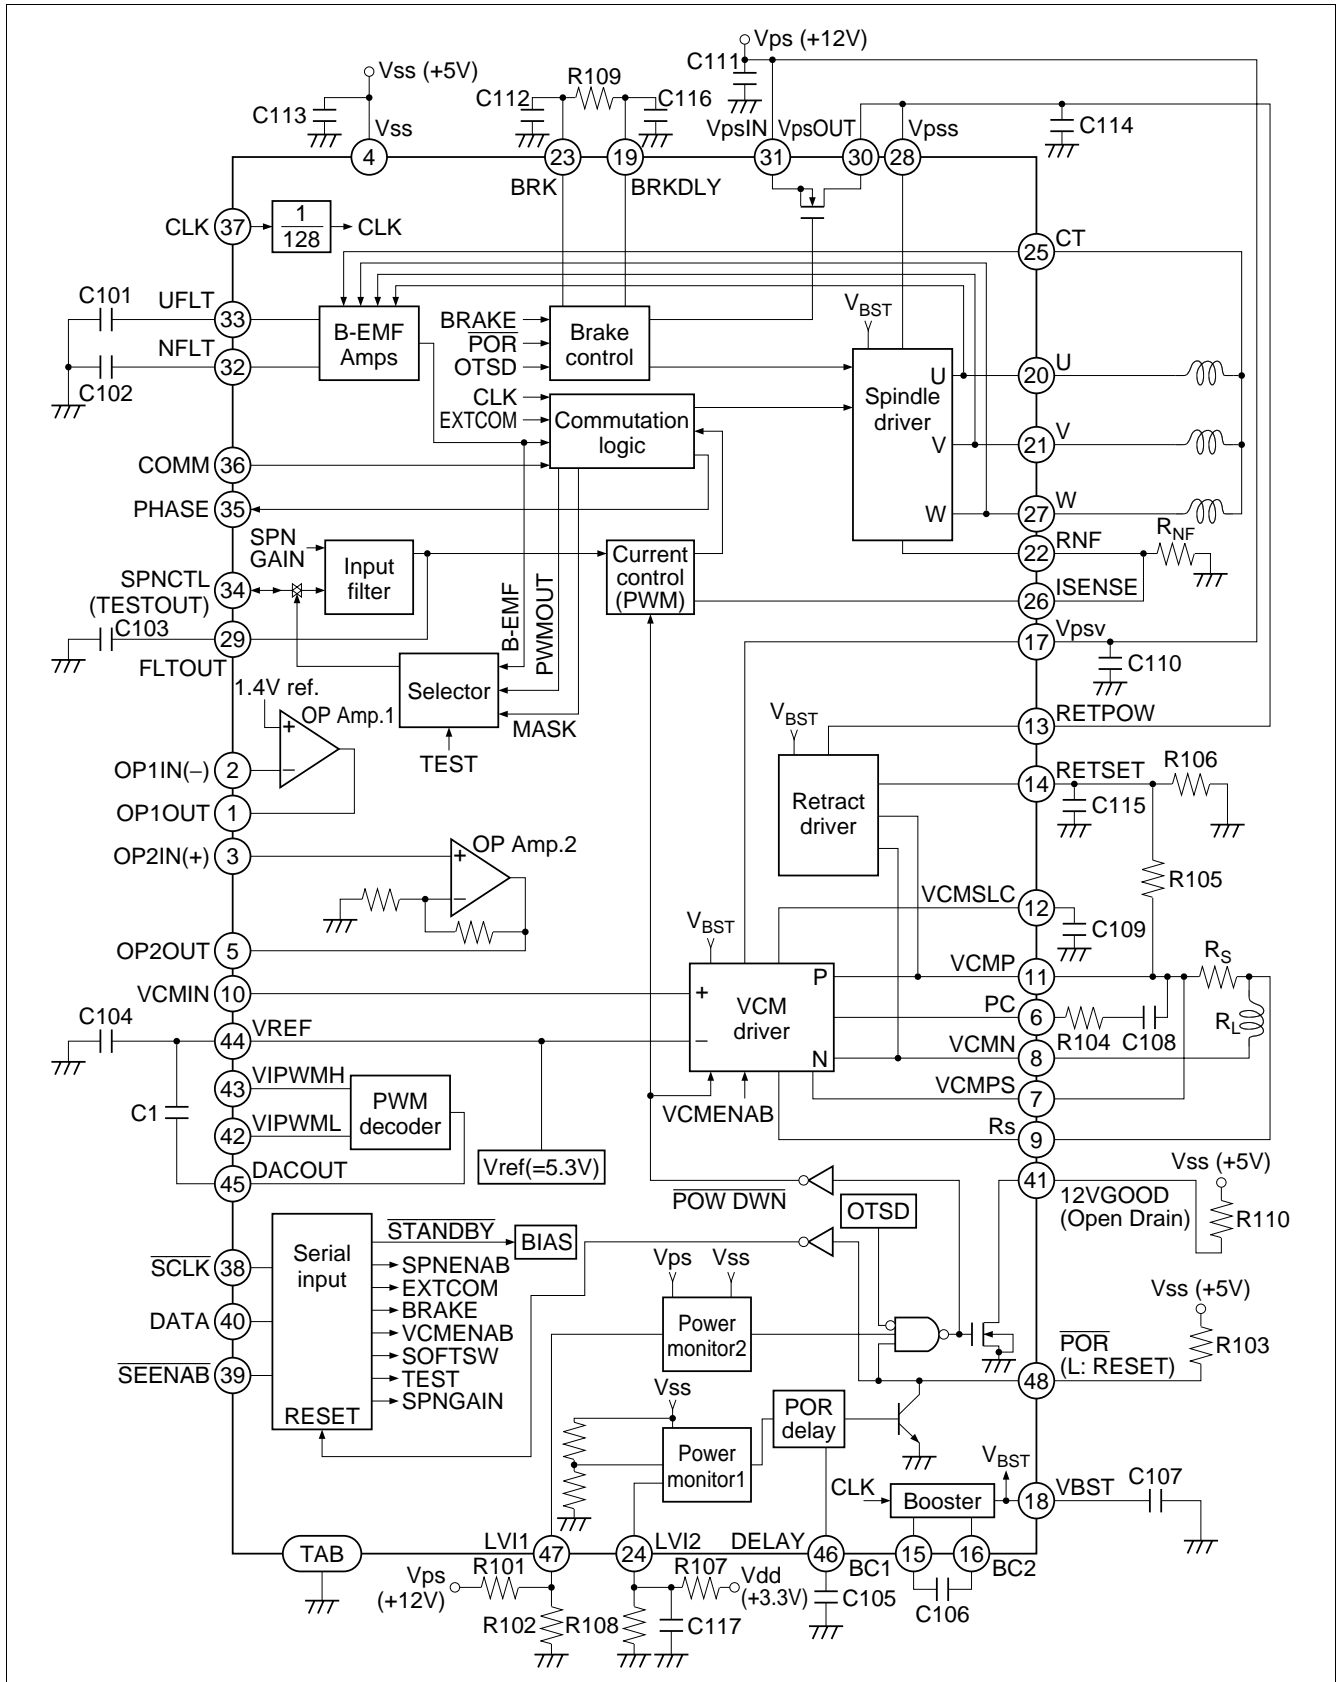 Vps (+12V)
C111
Vss (+5V)
R109
C112
C116
C113
Vss
VpsIN
VpsOUT
Vpss
C114
4
23
19
31
30
28
BRK
BRKDLY
CLK
37
1
128
CLK
25
CT
C101
UFLT
33
NFLT
32
C102
B-EMF
Amps
BRAKE
POR
OTSD
Brake
control
VBST
CLK
EXTCOM
Commutation
logic
Spindle
driver
U
V
W
20
U
21
V
27
W
COMM
36
PHASE
35
22
RNF
RNF
SPN
GAIN
Input
filter
Current
control
(PWM)
SPNCTL
(TESTOUT)
34
26
ISENSE
C103
29
FLTOUT
B-EMF
PWMOUT
17
Vpsv
C110
Selector
MASK
TEST
1.4V ref.
OP Amp.1
+
−
OP1IN(−)
2
OP1OUT
1
VBST
13
RETPOW
Retract
driver
14
RETSET
R106
C115
R105
OP2IN(+)
3
OP Amp.2
+
−
OP2OUT
5
VCMSLC
12
C109
VBST
VCMIN
10
+
−
VCM
driver
P
N
VCMP
11
RS
PC
6
R104
C108
RL
VCMN
8
VCMPS
7
Rs
9
C104
VREF
44
43
VIPWMH
C1
VIPWML
42
PWM
decoder
DACOUT
45
Vref(=5.3V)
VCMENAB
41
12VGOOD
(Open Drain)
Vss (+5V)
R110
POW DWN
OTSD
Serial
input
STANDBY
BIAS
SPNENAB
EXTCOM
BRAKE
VCMENAB
SOFTSW
TEST
SPNGAIN
RESET
SCLK
38
DATA
40
SEENAB
39
Vps
Vss
Power
monitor2
Vss (+5V)
POR
(L: RESET)
R103
48
Vss
Power
monitor1
POR
delay
VBST
CLK
Booster
18
VBST
C107
TAB
LVI1
47
24
LVI2
DELAY
46
BC1
15
16
BC2
Vps
(+12V)
R101
R102
R108
R107
Vdd
(+3.3V)
C117
C105
C106